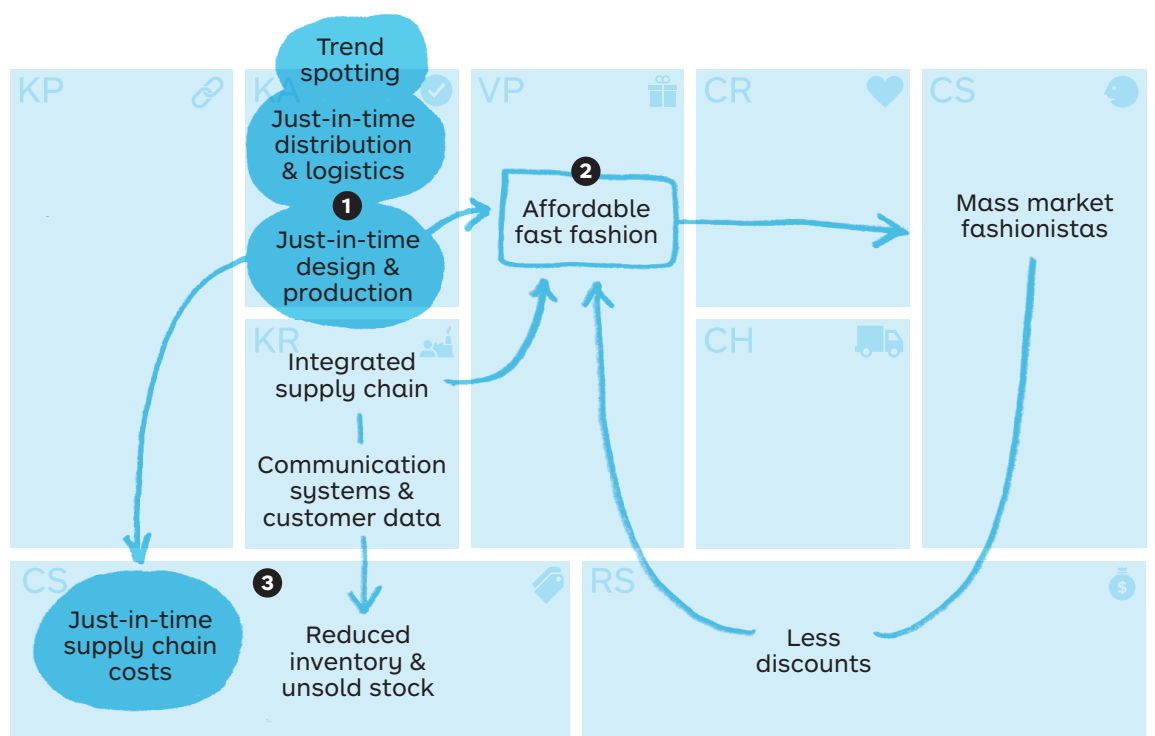 KP
KA
Trend
spotting
Just-in-time
distribution
& logistics
1
Just-in-time
design &
production
KR
Integrated
supply chain
Communication
systems &
customer data
VP
2
Affordable
fast fashion
CR
CH
CS
Mass market
fashionistas
CS
3
Just-in-time
supply chain
costs
Reduced
inventory &
unsold stock
RS
$
Less
discounts